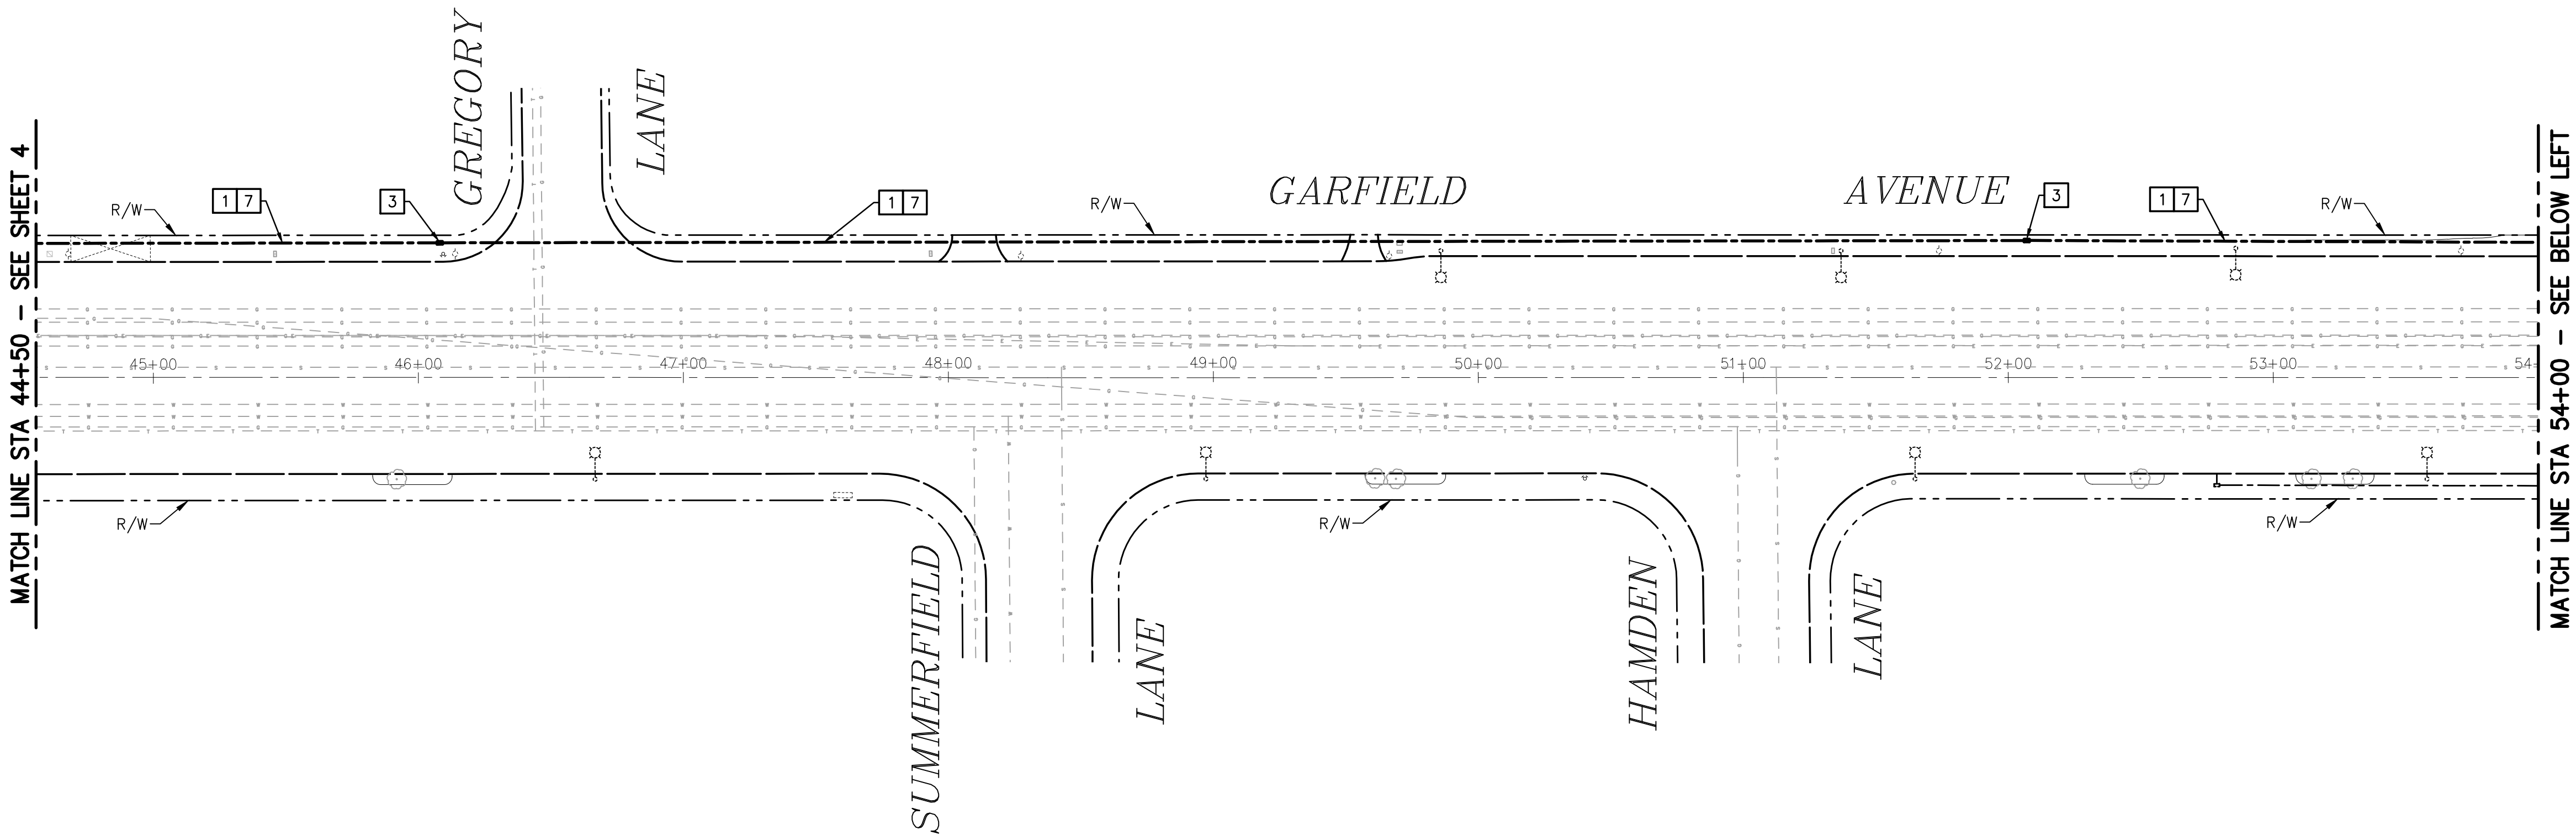 MATCH LINE STA 44+50 - SEE SHEET 4
GREGORY
LANE
GARFIELD
AVENUE
R/W
1 7
3
1 7
R/W
3
1 7
R/W
45+00
46+00
47+00
48+00
49+00
50+00
51+00
52+00
53+00
54
R/W
R/W
R/W
SUMMERFIELD
LANE
HAMDEN
LANE
MATCH LINE STA 54+00 - SEE BELOW LEFT